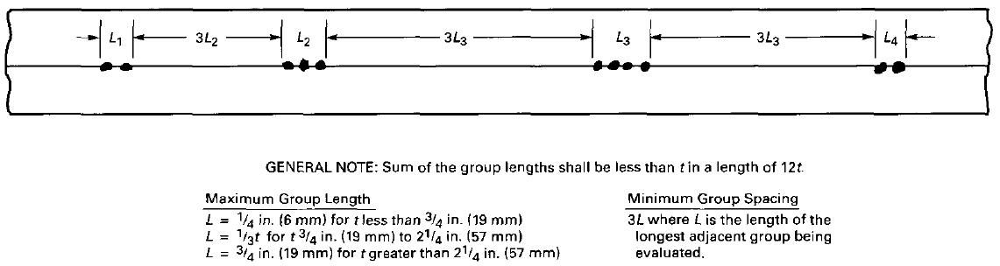 L1 3L2 L2 3L3 L3 3L3 L4
GENERAL NOTE: Sum of the group lengths shall be less than t in a length of 12t.
Maximum Group Length
L = 1/4 in. (6 mm) for t less than 3/4 in. (19 mm)
L = 1/3t for t 3/4 in. (19 mm) to 21/4 in. (57 mm)
L = 3/4 in. (19 mm) for t greater than 21/4 in. (57 mm)
Minimum Group Spacing
3L where L is the length of the
longest adjacent group being
evaluated.